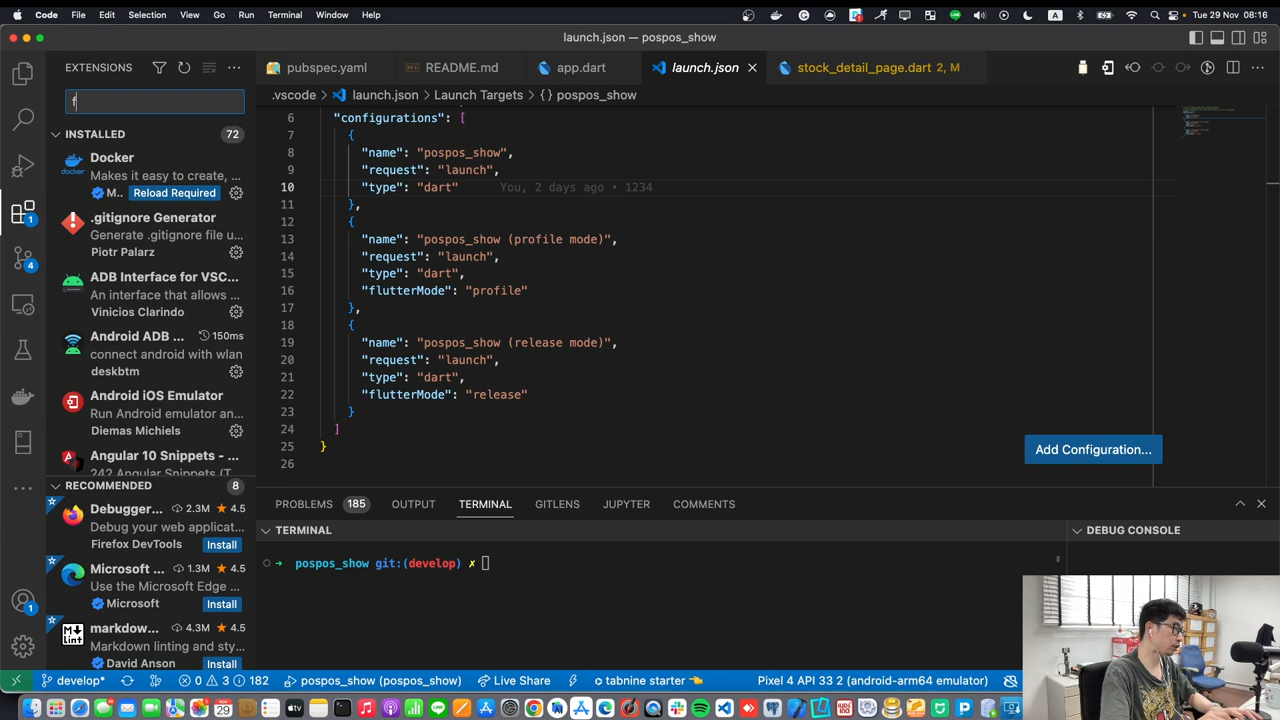 Code File Edit Selection View Go Run Terminal Window Help
A
Tue 29 Nov 08:16
launch.json — pospos_show
EXTENSIONS
pubspec.yaml
README.md
app.dart
launch.json
stock_detail_page.dart 2, M
f
.vscode > launch.json > Launch Targets > {} pospos_show
INSTALLED 72
Docker
Makes it easy to create, ...
M.. Reload Required
.gitignore Generator
Generate .gitignore file u...
Piotr Palarz
ADB Interface for VSC...
An interface that allows ...
Vinicios Clarindo
Android ADB ... 150ms
connect android with wlan
deskbtm
Android iOS Emulator
Run Android emulator an...
Diemas Michiels
Angular 10 Snippets - ...
242 Angular Snippets (T...
RECOMMENDED 8
Debugger... 2.3M ★ 4.5
Debug your web applicat...
Firefox DevTools Install
Microsoft ... 1.3M ★ 4.5
Use the Microsoft Edge ...
Microsoft Install
markdow... 4.3M ★ 4.5
Markdown linting and sty...
David Anson Install
6 "configurations": [
7 {
8 "name": "pospos_show",
9 "request": "launch",
10 "type": "dart" You, 2 days ago • 1234
11 },
12 {
13 "name": "pospos_show (profile mode)",
14 "request": "launch",
15 "type": "dart",
16 "flutterMode": "profile"
17 },
18 {
19 "name": "pospos_show (release mode)",
20 "request": "launch",
21 "type": "dart",
22 "flutterMode": "release"
23 }
24 ]
25 }
26
Add Configuration...
PROBLEMS 185 OUTPUT TERMINAL GITLENS JUPYTER COMMENTS
TERMINAL
DEBUG CONSOLE
→ pospos_show git:(develop) ✗
1
4
1
develop* 0 3 182 pospos_show (pospos_show) Live Share tabnine starter 👈 Pixel 4 API 33 2 (android-arm64 emulator)